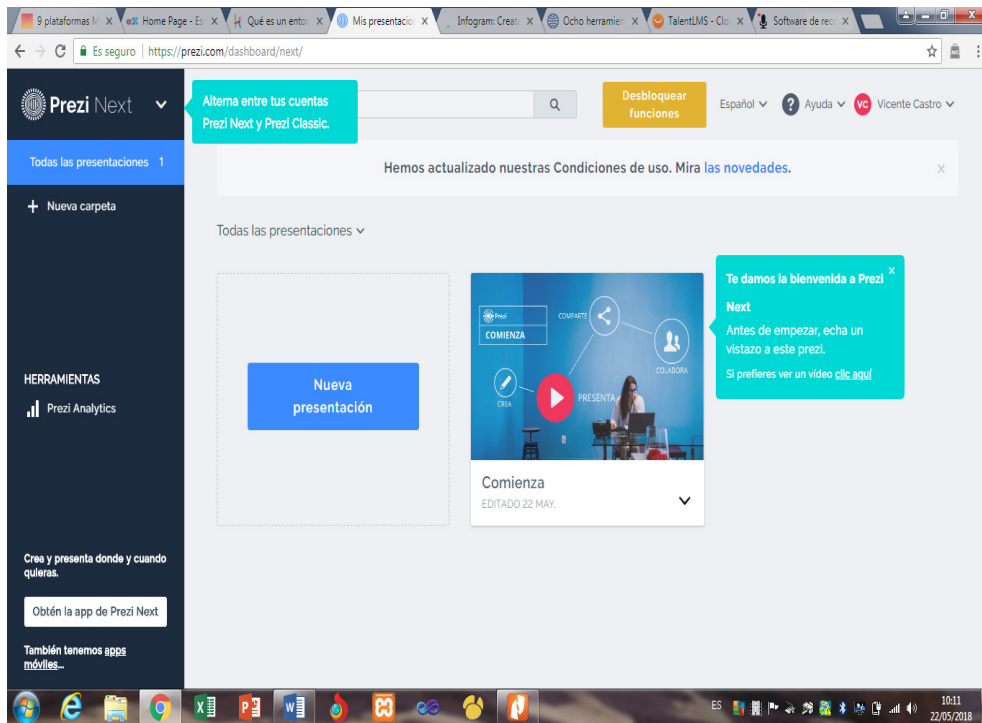 9 plataformas M
edX Home Page - Es
Qué es un entor
Mis presentacion
Infogram: Create
Ocho herramien
TalentLMS - Clo
Software de rec
Es seguro
https://prezi.com/dashboard/next/
Prezi Next
Alterna entre tus cuentas
Prezi Next y Prezi Classic.
Desbloquear
funciones
Español
? Ayuda
VC Vicente Castro
Todas las presentaciones 1
Hemos actualizado nuestras Condiciones de uso. Mira las novedades.
+ Nueva carpeta
Todas las presentaciones
Te damos la bienvenida a Prezi
Next
Antes de empezar, echa un
vistazo a este prezi.
Si prefieres ver un vídeo clic aquí
Prezi
COMIENZA
COMPARTE
COLABORA
CREA
PRESENTA
Nueva
presentación
HERRAMIENTAS
Prezi Analytics
Comienza
EDITADO 22 MAY.
Crea y presenta donde y cuando
quieras.
Obtén la app de Prezi Next
También tenemos apps
móviles...
ES
10:11
22/05/2018